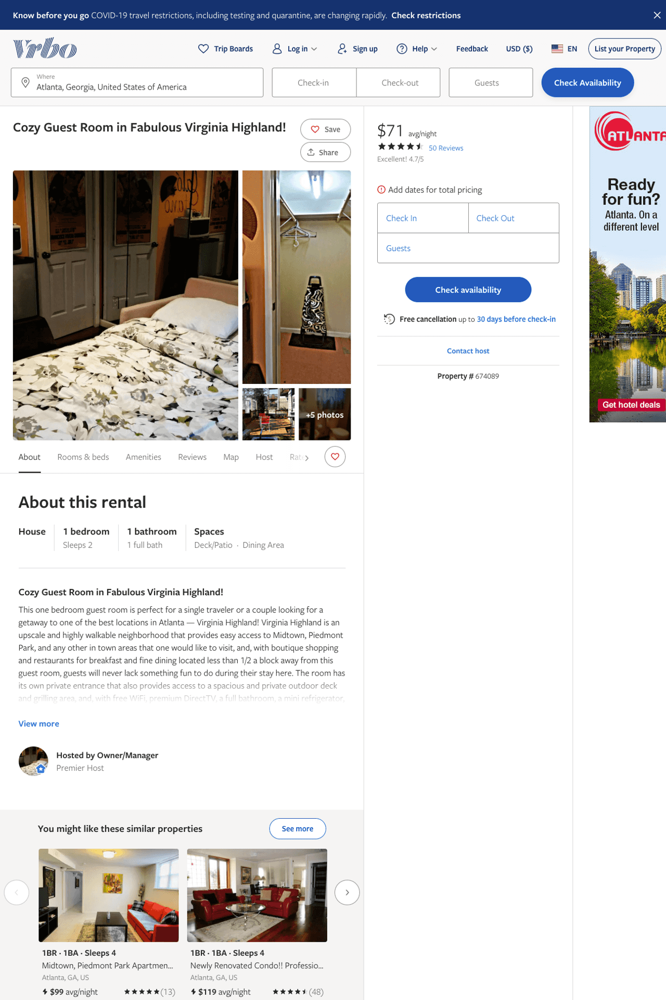 Know before you go COVID-19 travel restrictions, including testing and quarantine, are changing rapidly. Check restrictions
Vrbo
Trip Boards
Log in
Sign up
Help
Feedback
USD ($)
EN
List your Property
Where
Atlanta, Georgia, United States of America
Check-in
Check-out
Guests
Check Availability
Cozy Guest Room in Fabulous Virginia Highland!
Save
Share
+5 photos
$71 avg/night
50 Reviews
Excellent! 4.7/5
Add dates for total pricing
Check In
Check Out
Guests
Check availability
Free cancellation up to 30 days before check-in
Contact host
Property # 674089
ATLANTA
Ready
for fun?
Atlanta. On a
different level
Get hotel deals
About
Rooms & beds
Amenities
Reviews
Map
Host
About this rental
House
1 bedroom
Sleeps 2
1 bathroom
1 full bath
Spaces
Deck/Patio · Dining Area
Cozy Guest Room in Fabulous Virginia Highland!
This one bedroom guest room is perfect for a single traveler or a couple looking for a
getaway to one of the best locations in Atlanta — Virginia Highland! Virginia Highland is an
upscale and highly walkable neighborhood that provides easy access to Midtown, Piedmont
Park, and any other in town areas that one would like to visit, and, with boutique shopping
and restaurants for breakfast and fine dining located less than 1/2 a block away from this
guest room, guests will never lack something fun to do during their stay here. The room has
its own private entrance that also provides access to a spacious and private outdoor deck
and grilling area, and, with free WiFi, premium DirectTV, a full bathroom, a mini refrigerator,
View more
Hosted by Owner/Manager
Premier Host
You might like these similar properties
See more
1BR · 1BA · Sleeps 4
Midtown, Piedmont Park Apartmen...
Atlanta, GA, US
$99 avg/night
(13)
1BR · 1BA · Sleeps 4
Newly Renovated Condo!! Professio...
Atlanta, GA, US
$119 avg/night
(48)